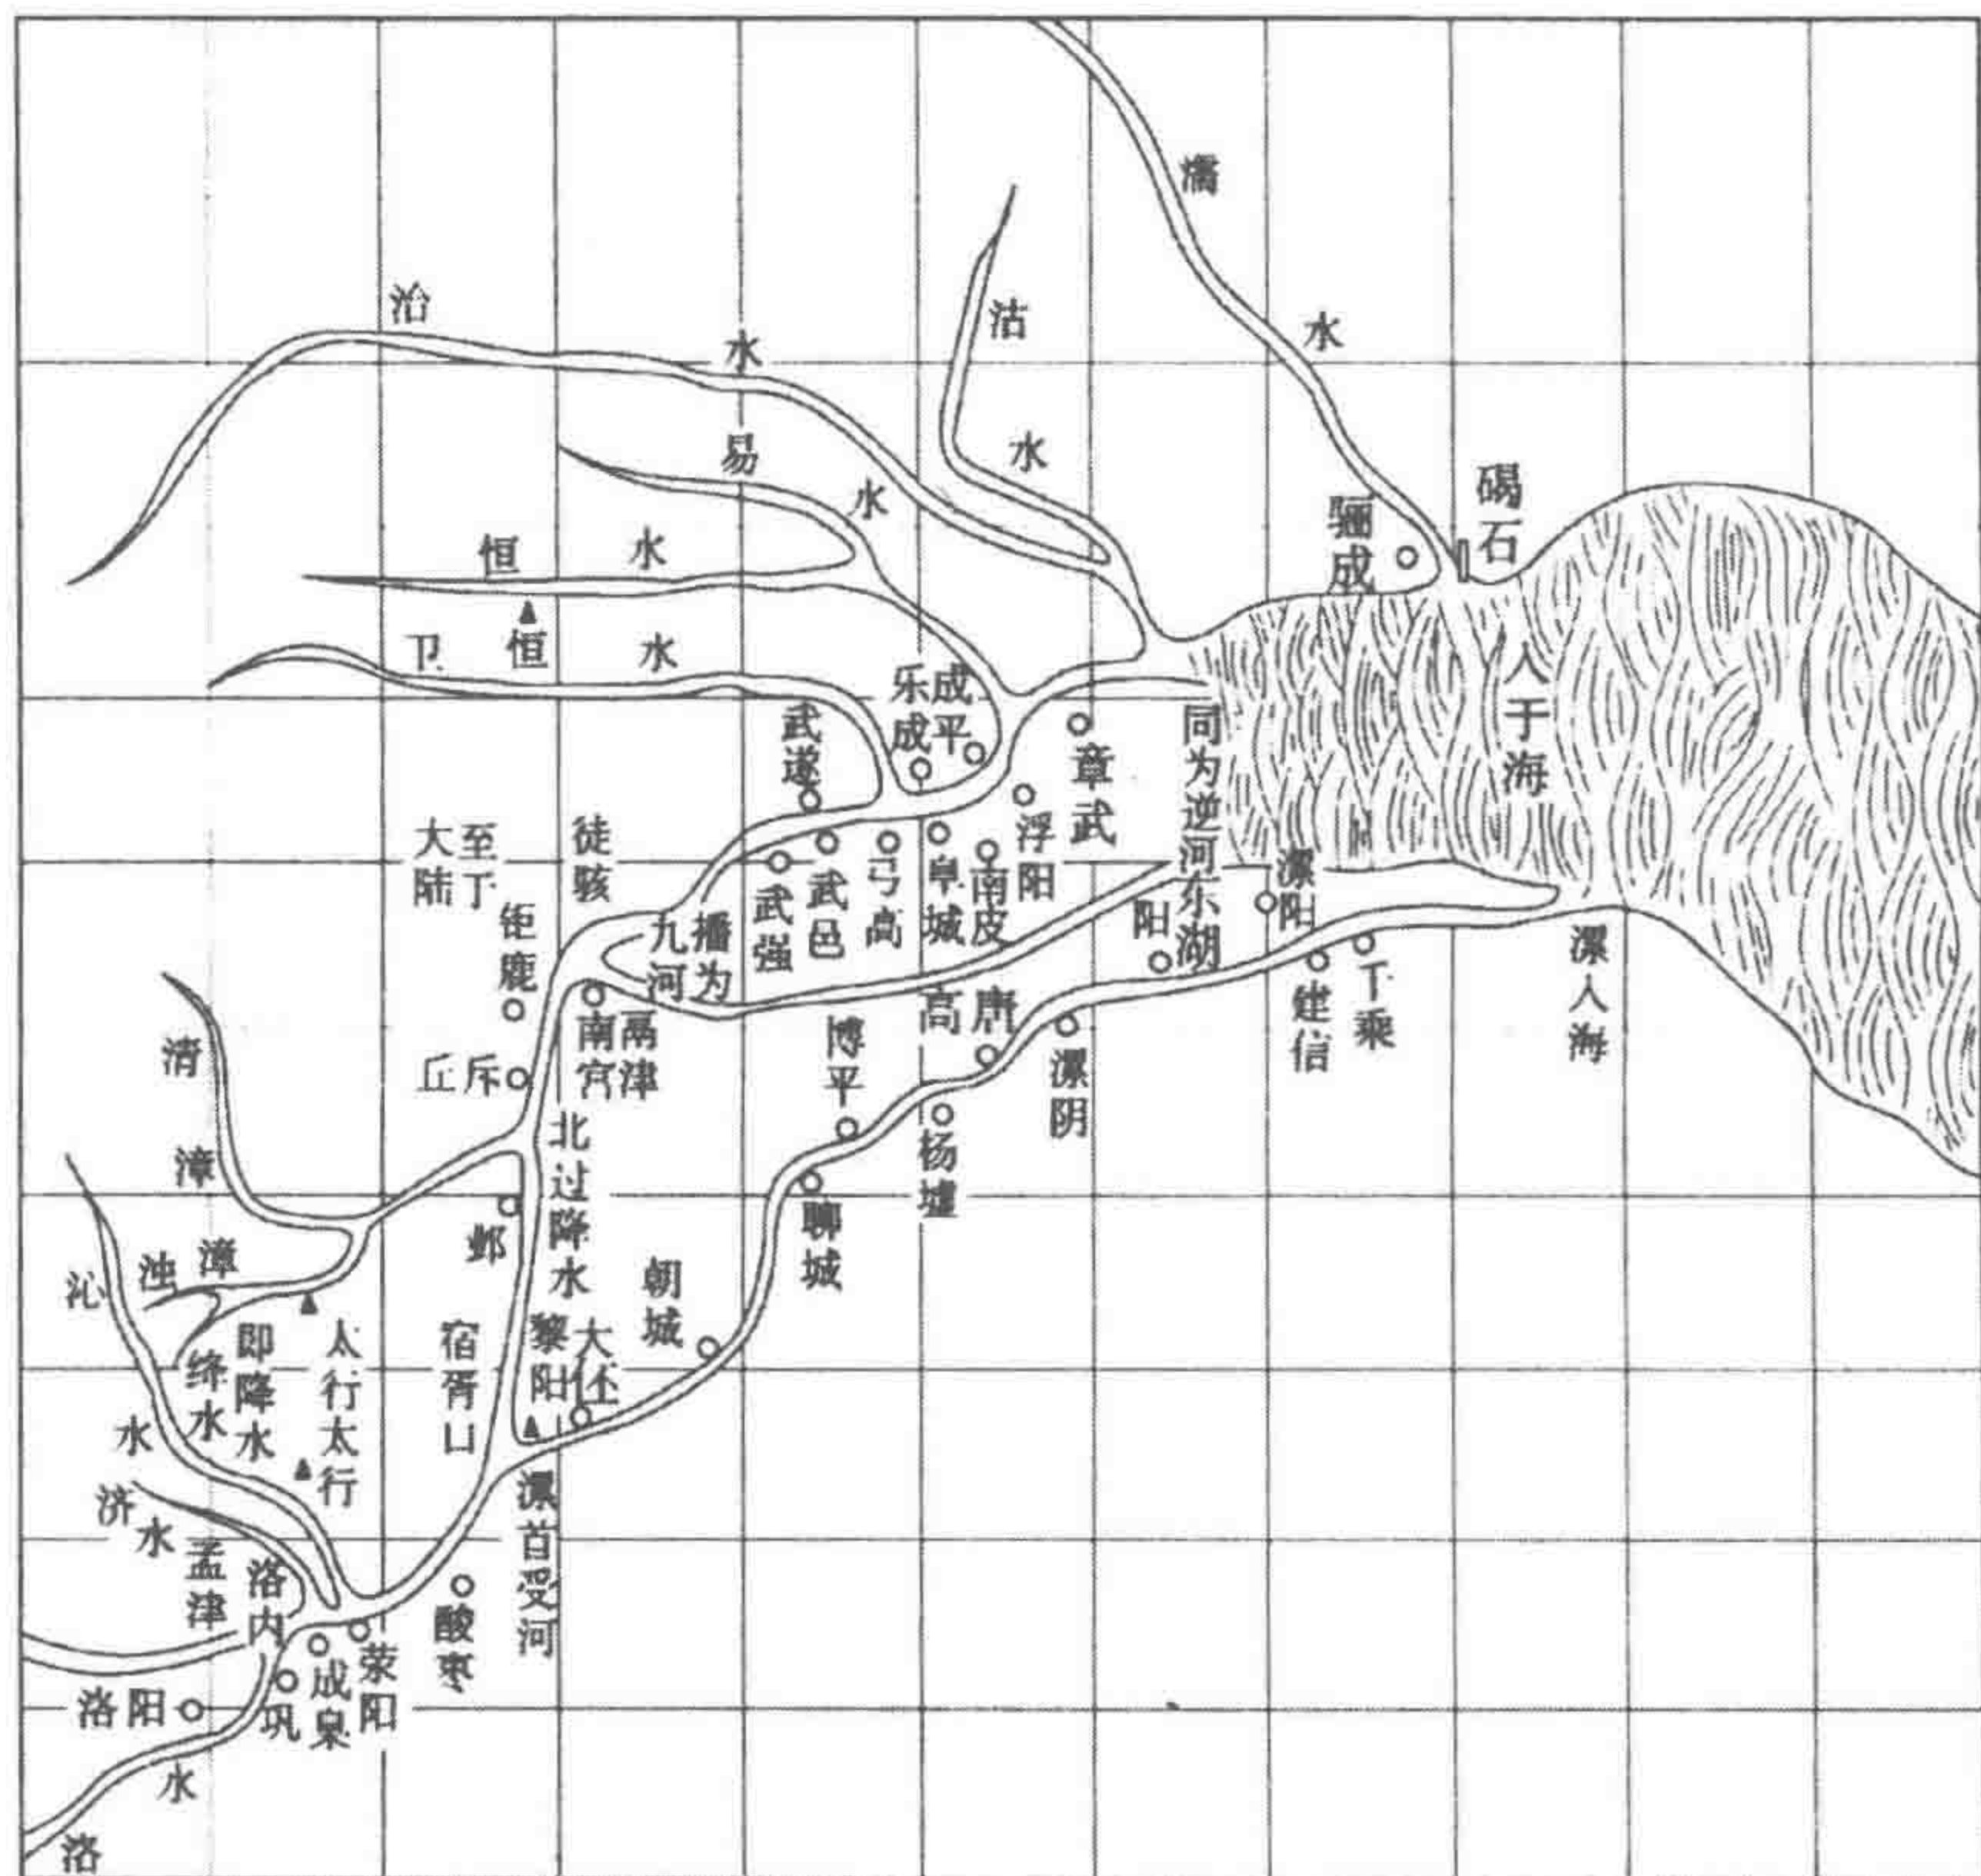 濡水
沽水
治水
易水
恒水
恒
卫水
碣石
骊成
入于海
乐成
成平
武遂
章武
同为逆河
浮阳
南皮
阜城
弓高
武邑
武强
徒骇
至于
大陆
钜鹿
播为
九河
东湖
阳
漯阳
千乘
建信
漯入海
高唐
漯阴
博平
杨墟
聊城
鬲津
南宫
斥丘
北过降水
邺
朝城
大伾
黎阳
宿胥口
清漳
浊漳
沁水
绛水
即降水
太行
太行
济水
孟津
洛内
漯首受河
酸枣
荥阳
成皋
巩
洛阳
洛水